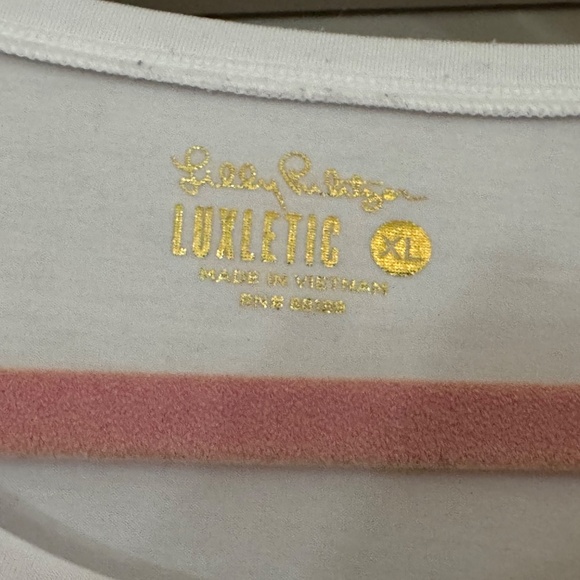 Lilly Pulitzer
LUXLETIC XL
MADE IN VIETNAM